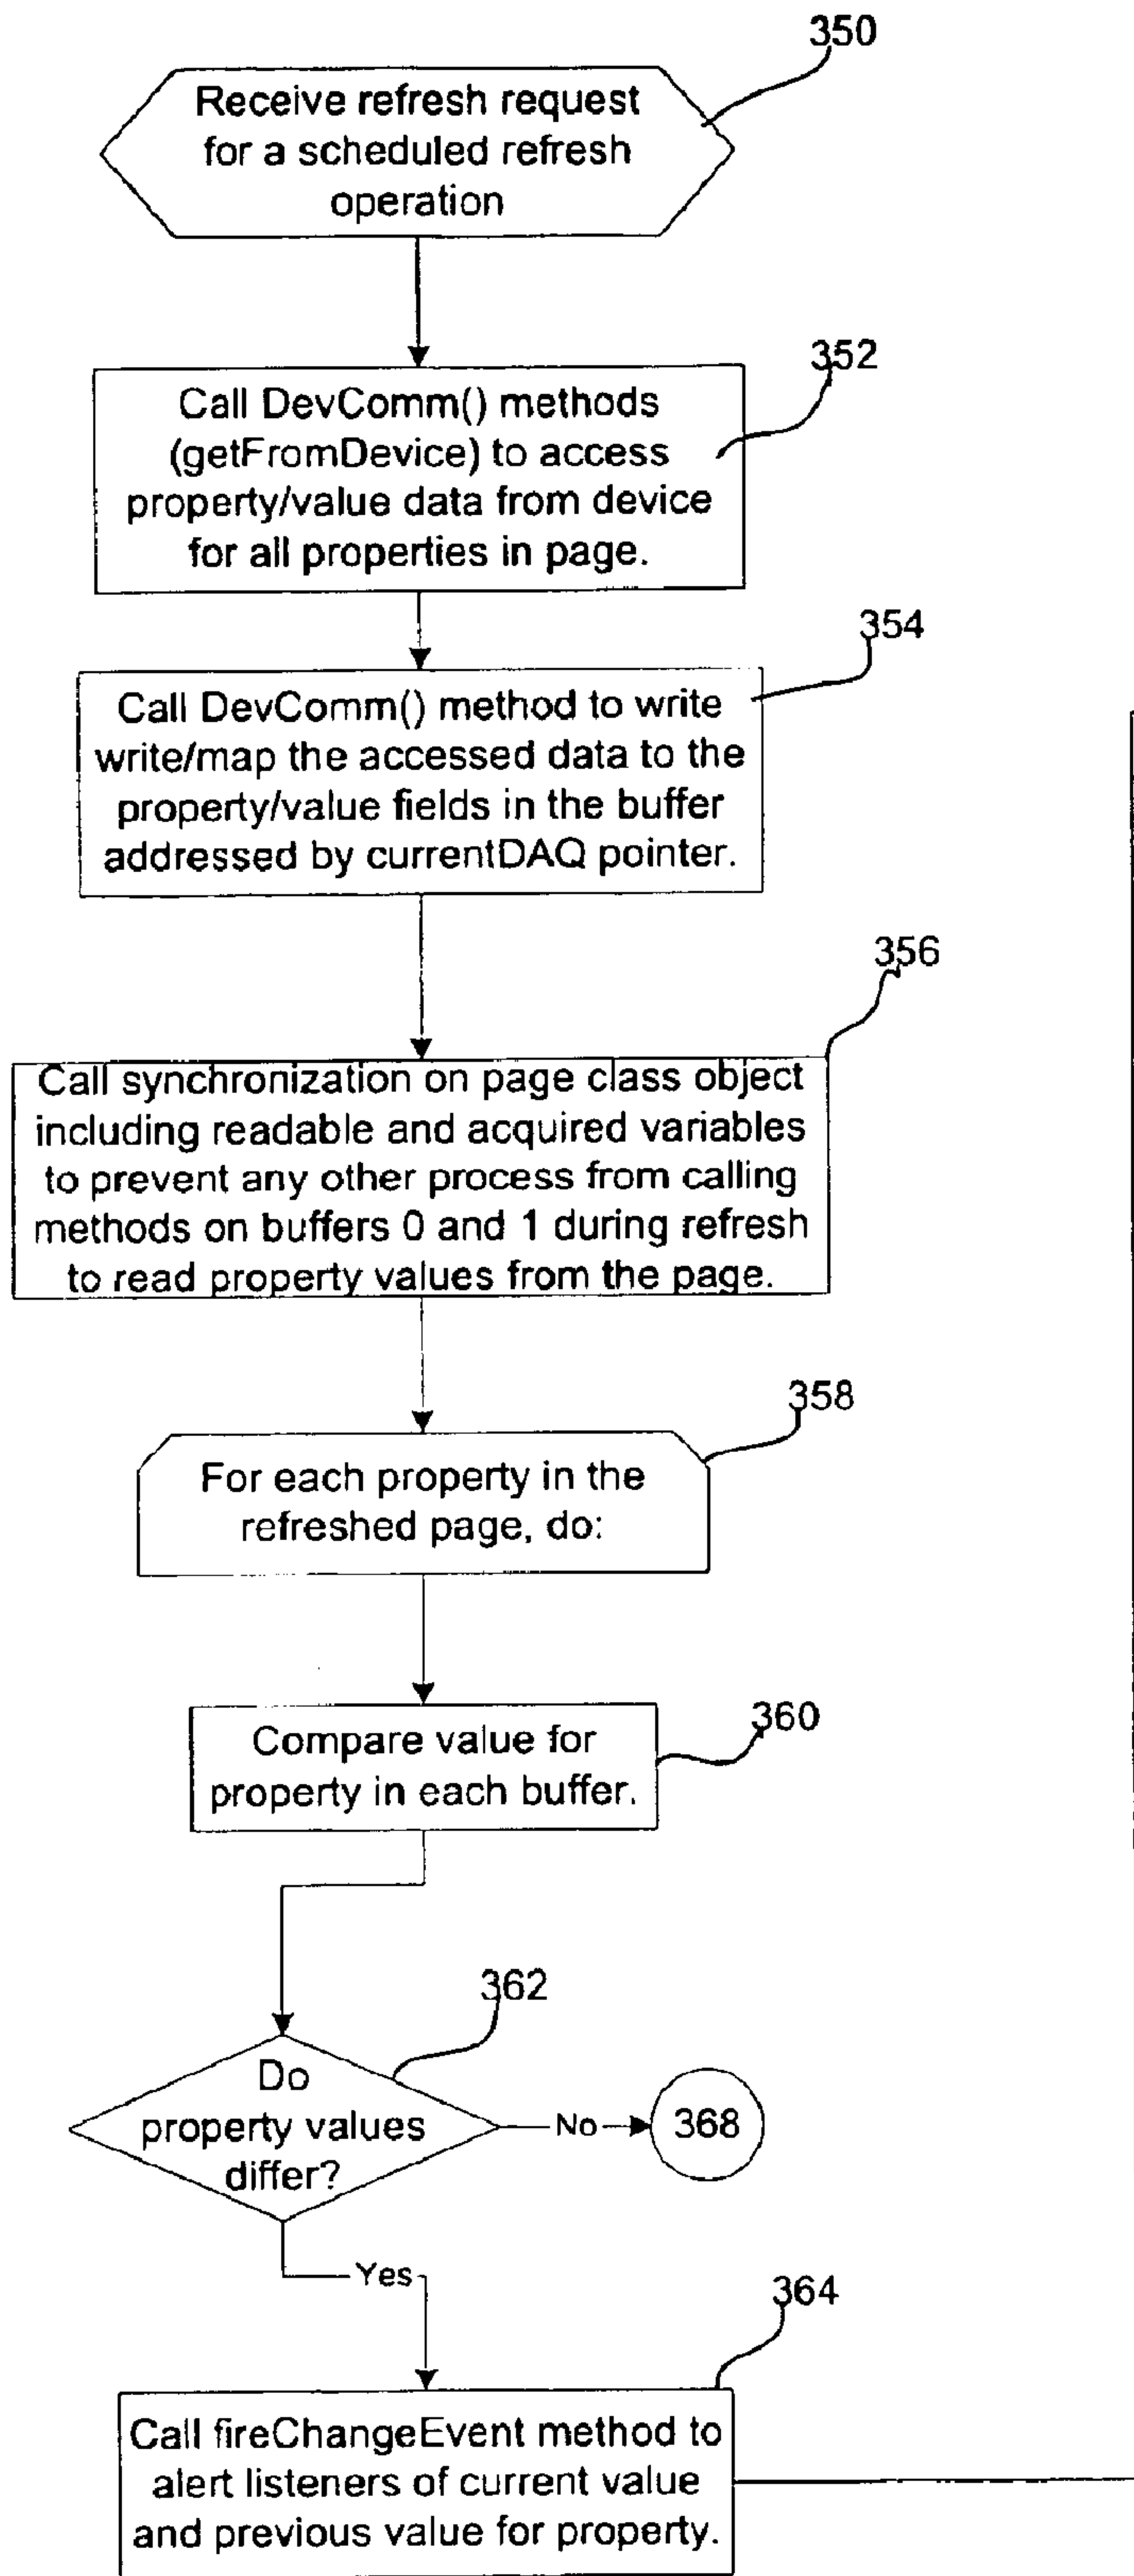 350
Receive refresh request
for a scheduled refresh
operation
352
Call DevComm() methods
(getFromDevice) to access
property/value data from device
for all properties in page.
354
Call DevComm() method to write
write/map the accessed data to the
property/value fields in the buffer
addressed by currentDAQ pointer.
356
Call synchronization on page class object
including readable and acquired variables
to prevent any other process from calling
methods on buffers 0 and 1 during refresh
to read property values from the page.
358
For each property in the
refreshed page, do:
360
Compare value for
property in each buffer.
362
Do
property values
differ?
No
368
Yes
364
Call fireChangeEvent method to
alert listeners of current value
and previous value for property.